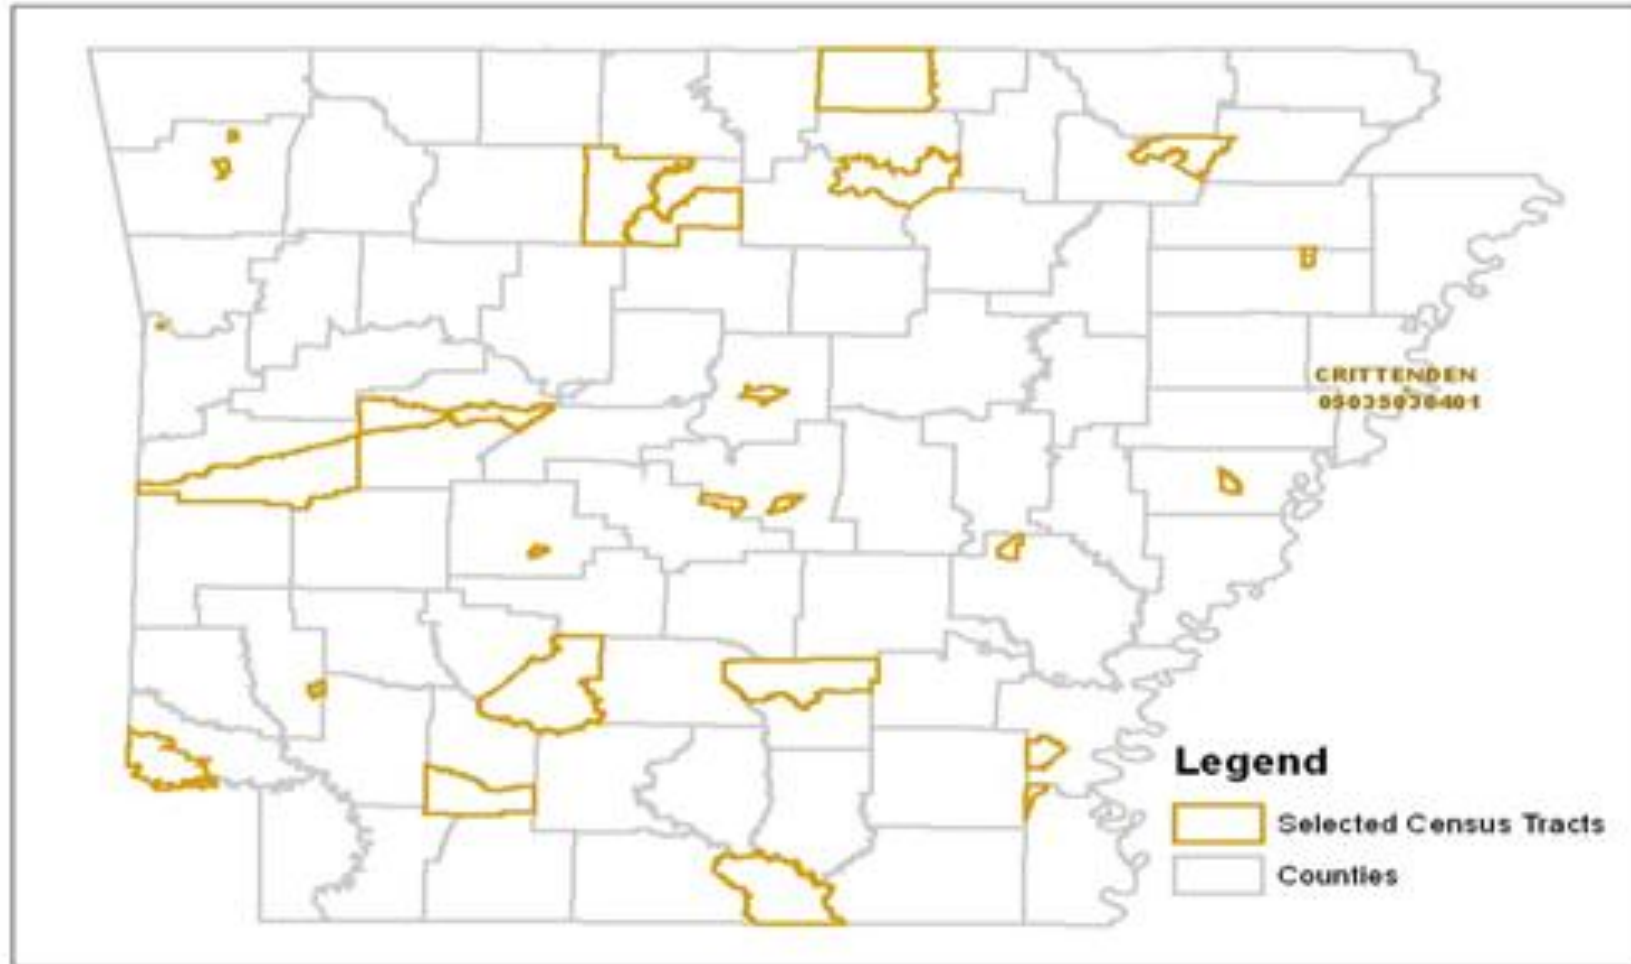 CRITTENDEN
05035030401
Legend
Selected Census Tracts
Counties